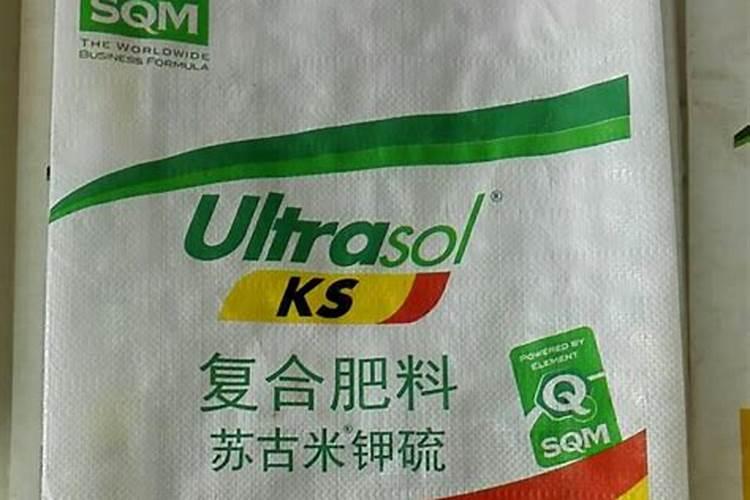 SQM
THE WORLDWIDE
BUSINESS FORMULA
Ultrasol®
KS
复合肥料
苏古米®钾硫
POWERED BY
ELEMENT
Q
SQM